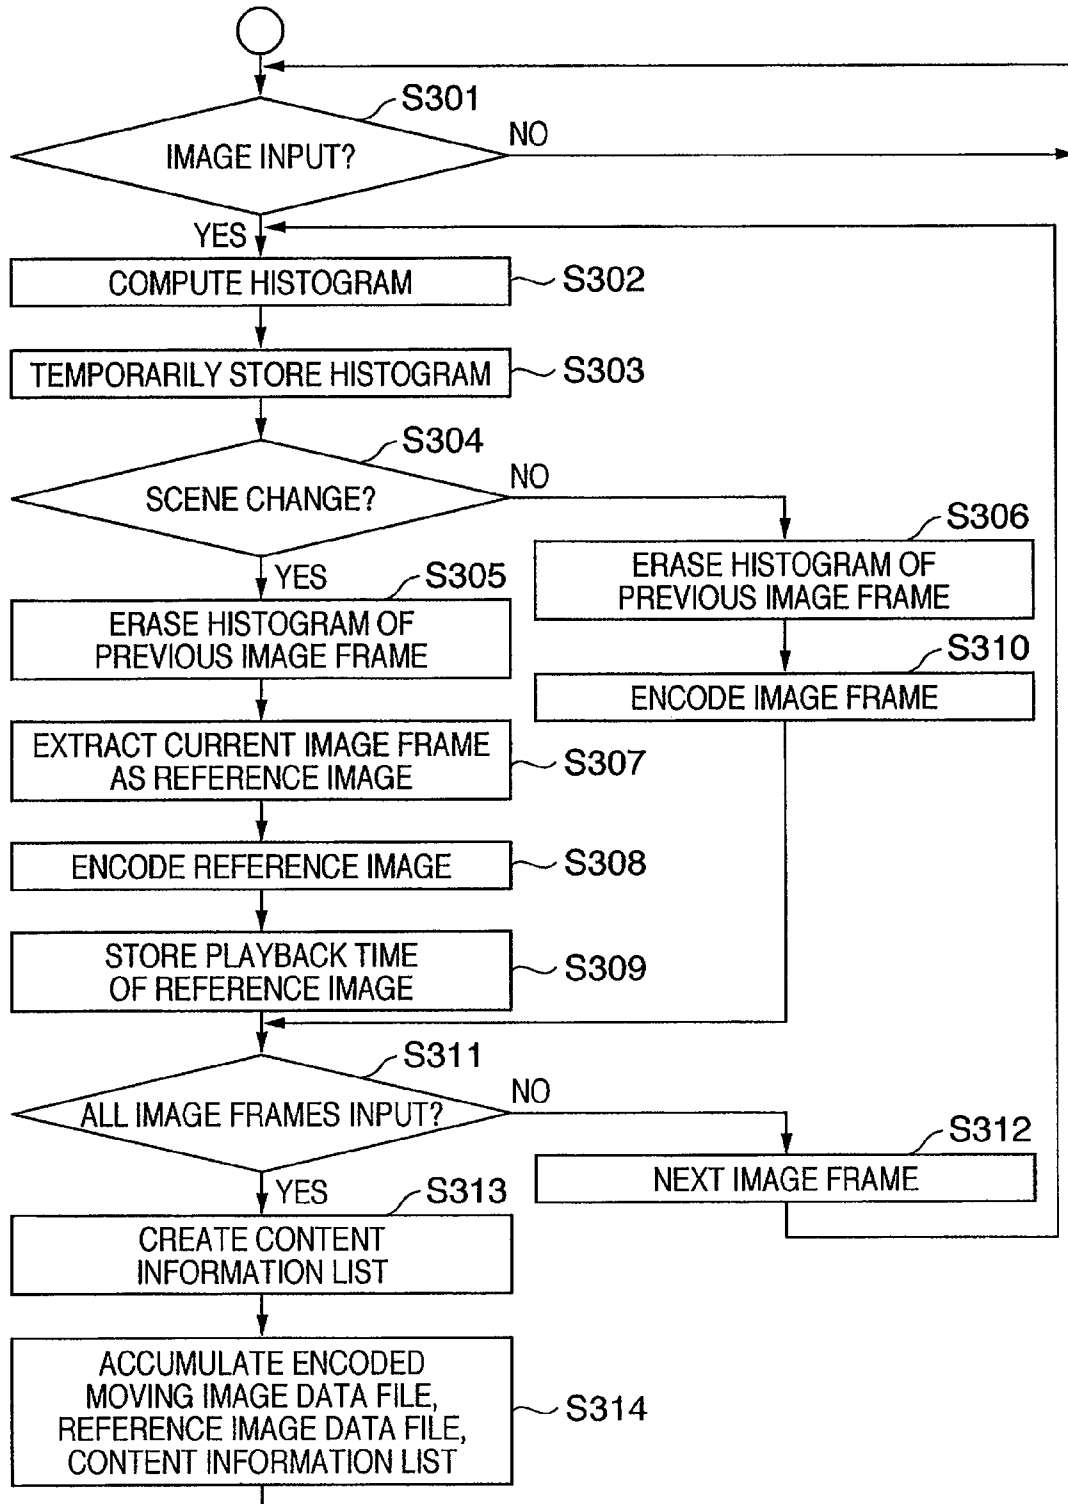 S301
IMAGE INPUT?
NO
YES
COMPUTE HISTOGRAM
S302
TEMPORARILY STORE HISTOGRAM
S303
S304
SCENE CHANGE?
NO
YES
S306
ERASE HISTOGRAM OF
PREVIOUS IMAGE FRAME
S305
ERASE HISTOGRAM OF
PREVIOUS IMAGE FRAME
S310
ENCODE IMAGE FRAME
EXTRACT CURRENT IMAGE FRAME
AS REFERENCE IMAGE
S307
ENCODE REFERENCE IMAGE
S308
STORE PLAYBACK TIME
OF REFERENCE IMAGE
S309
S311
ALL IMAGE FRAMES INPUT?
NO
S312
NEXT IMAGE FRAME
YES
S313
CREATE CONTENT
INFORMATION LIST
ACCUMULATE ENCODED
MOVING IMAGE DATA FILE,
REFERENCE IMAGE DATA FILE,
CONTENT INFORMATION LIST
S314